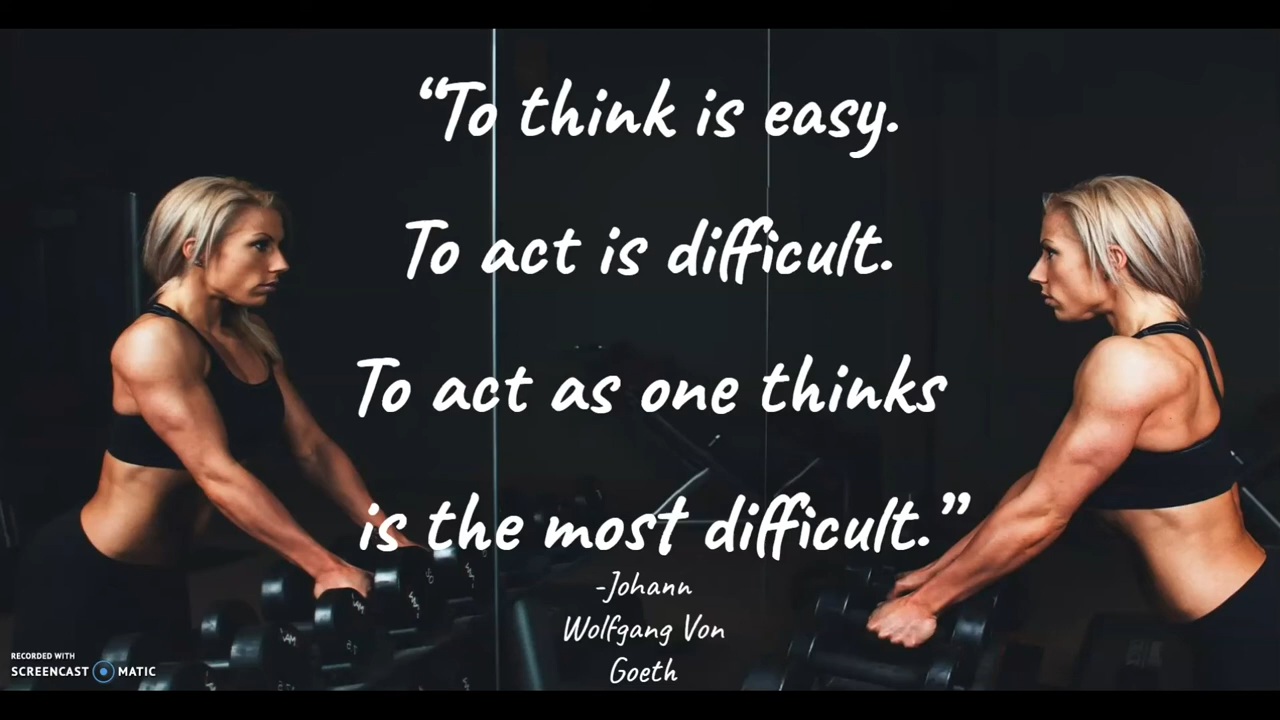 “To think is easy.
To act is difficult.
To act as one thinks
is the most difficult.”
-Johann
Wolfgang Von
Goeth
RECORDED WITH
SCREENCAST MATIC